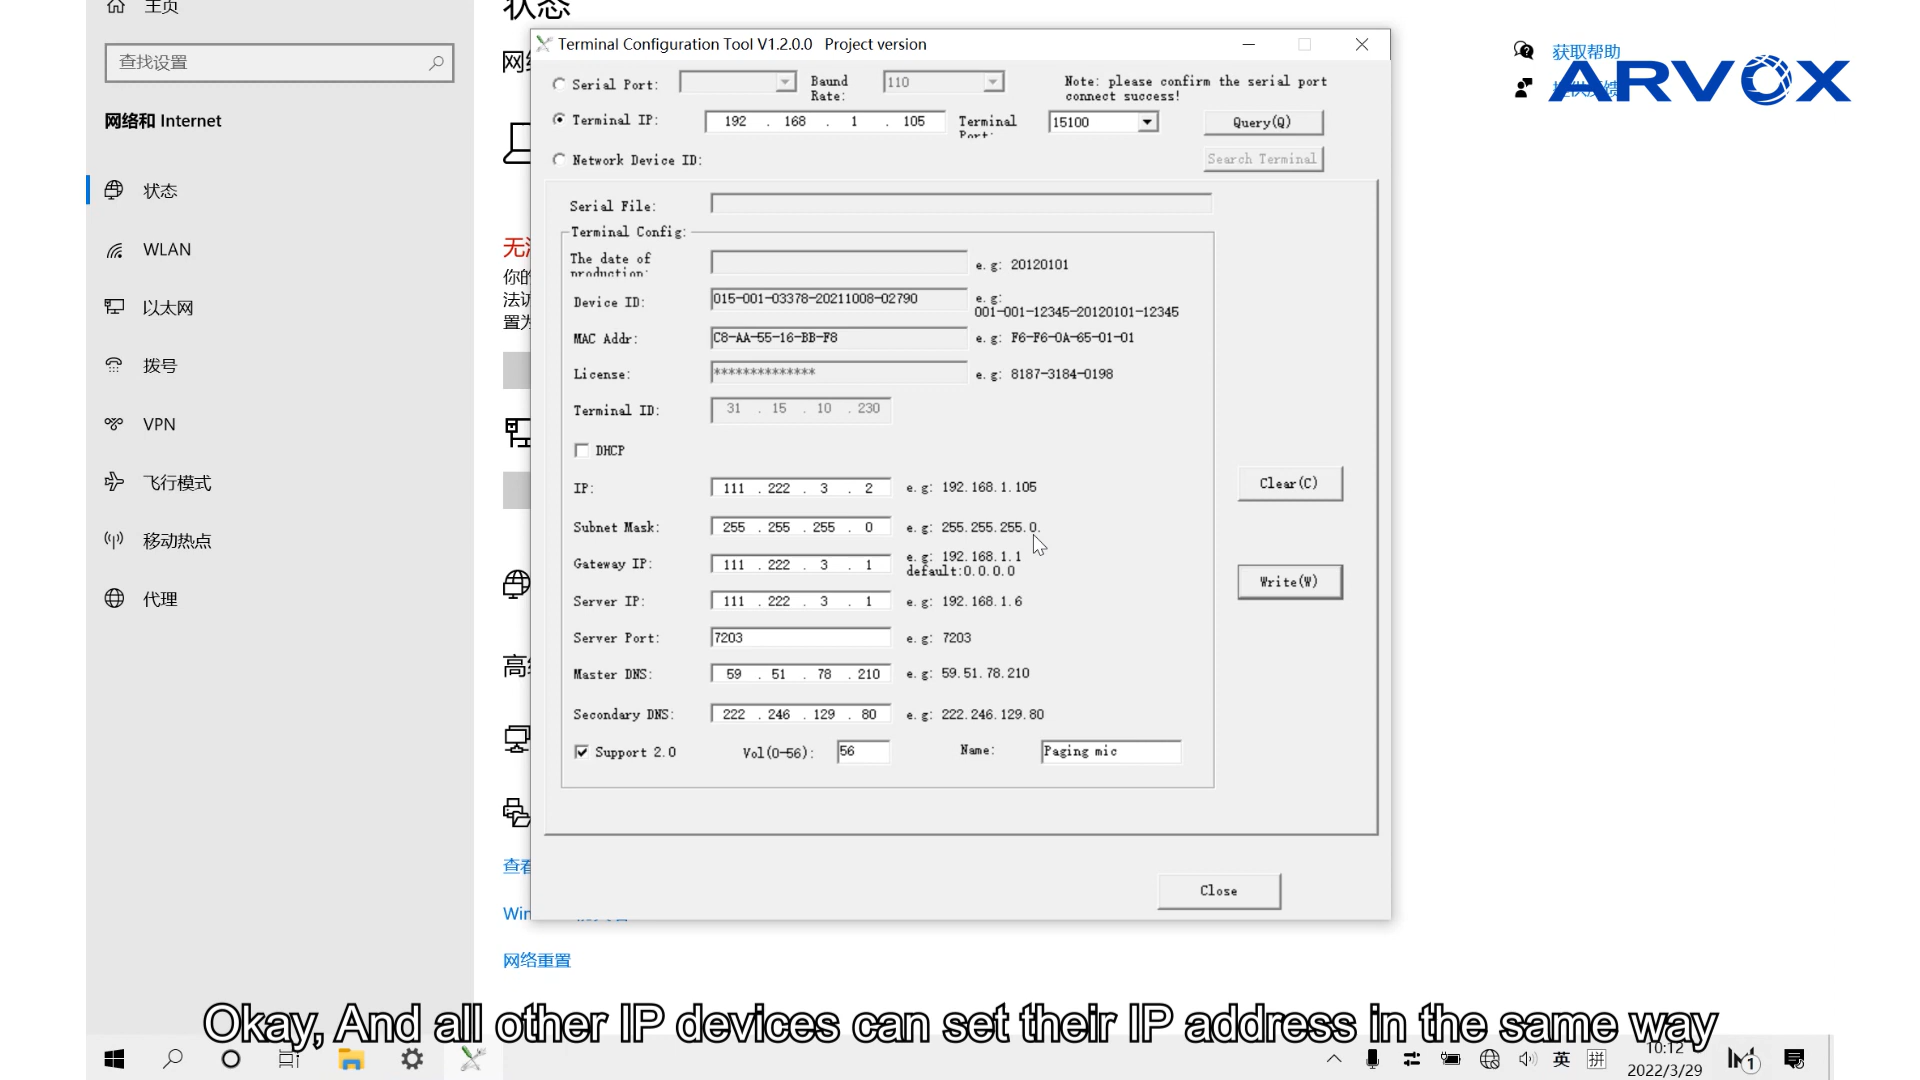 主页
查找设置
网络和 Internet
状态
WLAN
以太网
拨号
VPN
飞行模式
移动热点
代理
状态
网络
无法
高级
查看
Win
网络重置
获取帮助
ARVOX
Terminal Configuration Tool V1.2.0.0 Project version
Serial Port:
Baund Rate: 110
Note: please confirm the serial port
connect success!
Terminal IP: 192 . 168 . 1 . 105
Terminal Port: 15100
Query(Q)
Network Device ID:
Search Terminal
Serial File:
Terminal Config:
The date of
production:
e.g: 20120101
Device ID: 015-001-03378-20211008-02790
e.g:
001-001-12345-20120101-12345
MAC Addr: C8-AA-55-16-BB-F8 e.g: F6-F6-0A-65-01-01
License: ************** e.g: 8187-3184-0198
Terminal ID: 31 . 15 . 10 . 230
DHCP
IP: 111 . 222 . 3 . 2 e.g: 192.168.1.105
Clear(C)
Subnet Mask: 255 . 255 . 255 . 0 e.g: 255.255.255.0.
Gateway IP: 111 . 222 . 3 . 1 e.g: 192.168.1.1
default:0.0.0.0
Write(W)
Server IP: 111 . 222 . 3 . 1 e.g: 192.168.1.6
Server Port: 7203 e.g: 7203
Master DNS: 59 . 51 . 78 . 210 e.g: 59.51.78.210
Secondary DNS: 222 . 246 . 129 . 80 e.g: 222.246.129.80
Support 2.0 Vol(0-56): 56 Name: Paging mic
Close
Okay, And all other IP devices can set their IP address in the same way
英 拼
10:12
2022/3/29
1